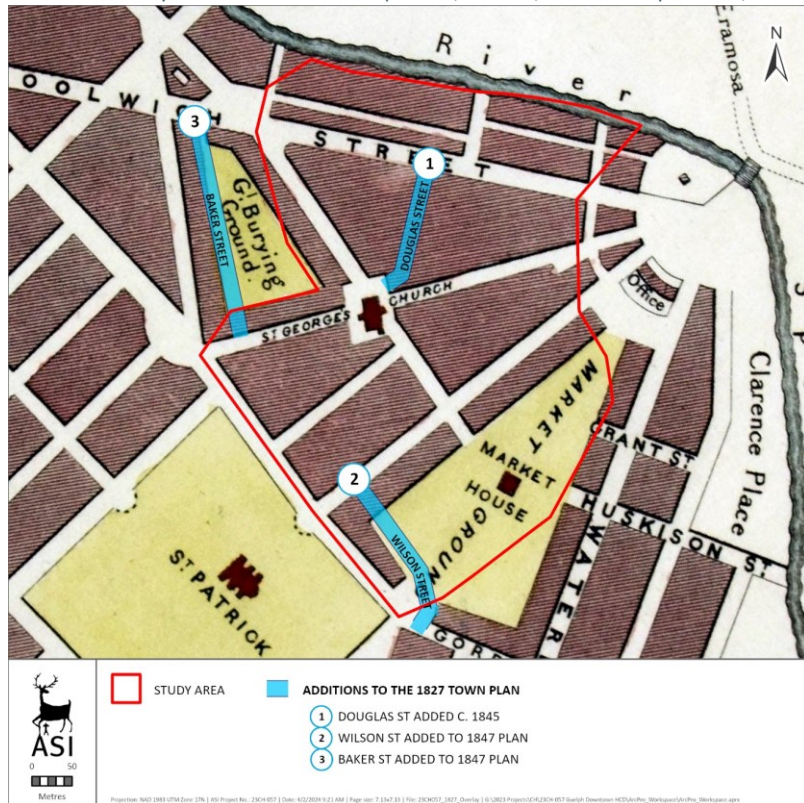 River
N
Eramosa
OOLWICH
STREET
3
1
BAKER STREET
G! Burying
Ground
DOUGLAS STREET
ST GEORGES CHURCH
Office
Clarence Place
MARKET GROUN
MARKET
HOUSE
GRANT ST.
HUSKISON ST.
WATER
2
WILSON STREET
ST PATRICK
GOR
ASI
0 50
Metres
STUDY AREA
ADDITIONS TO THE 1827 TOWN PLAN
1 DOUGLAS ST ADDED C. 1845
2 WILSON ST ADDED TO 1847 PLAN
3 BAKER ST ADDED TO 1847 PLAN